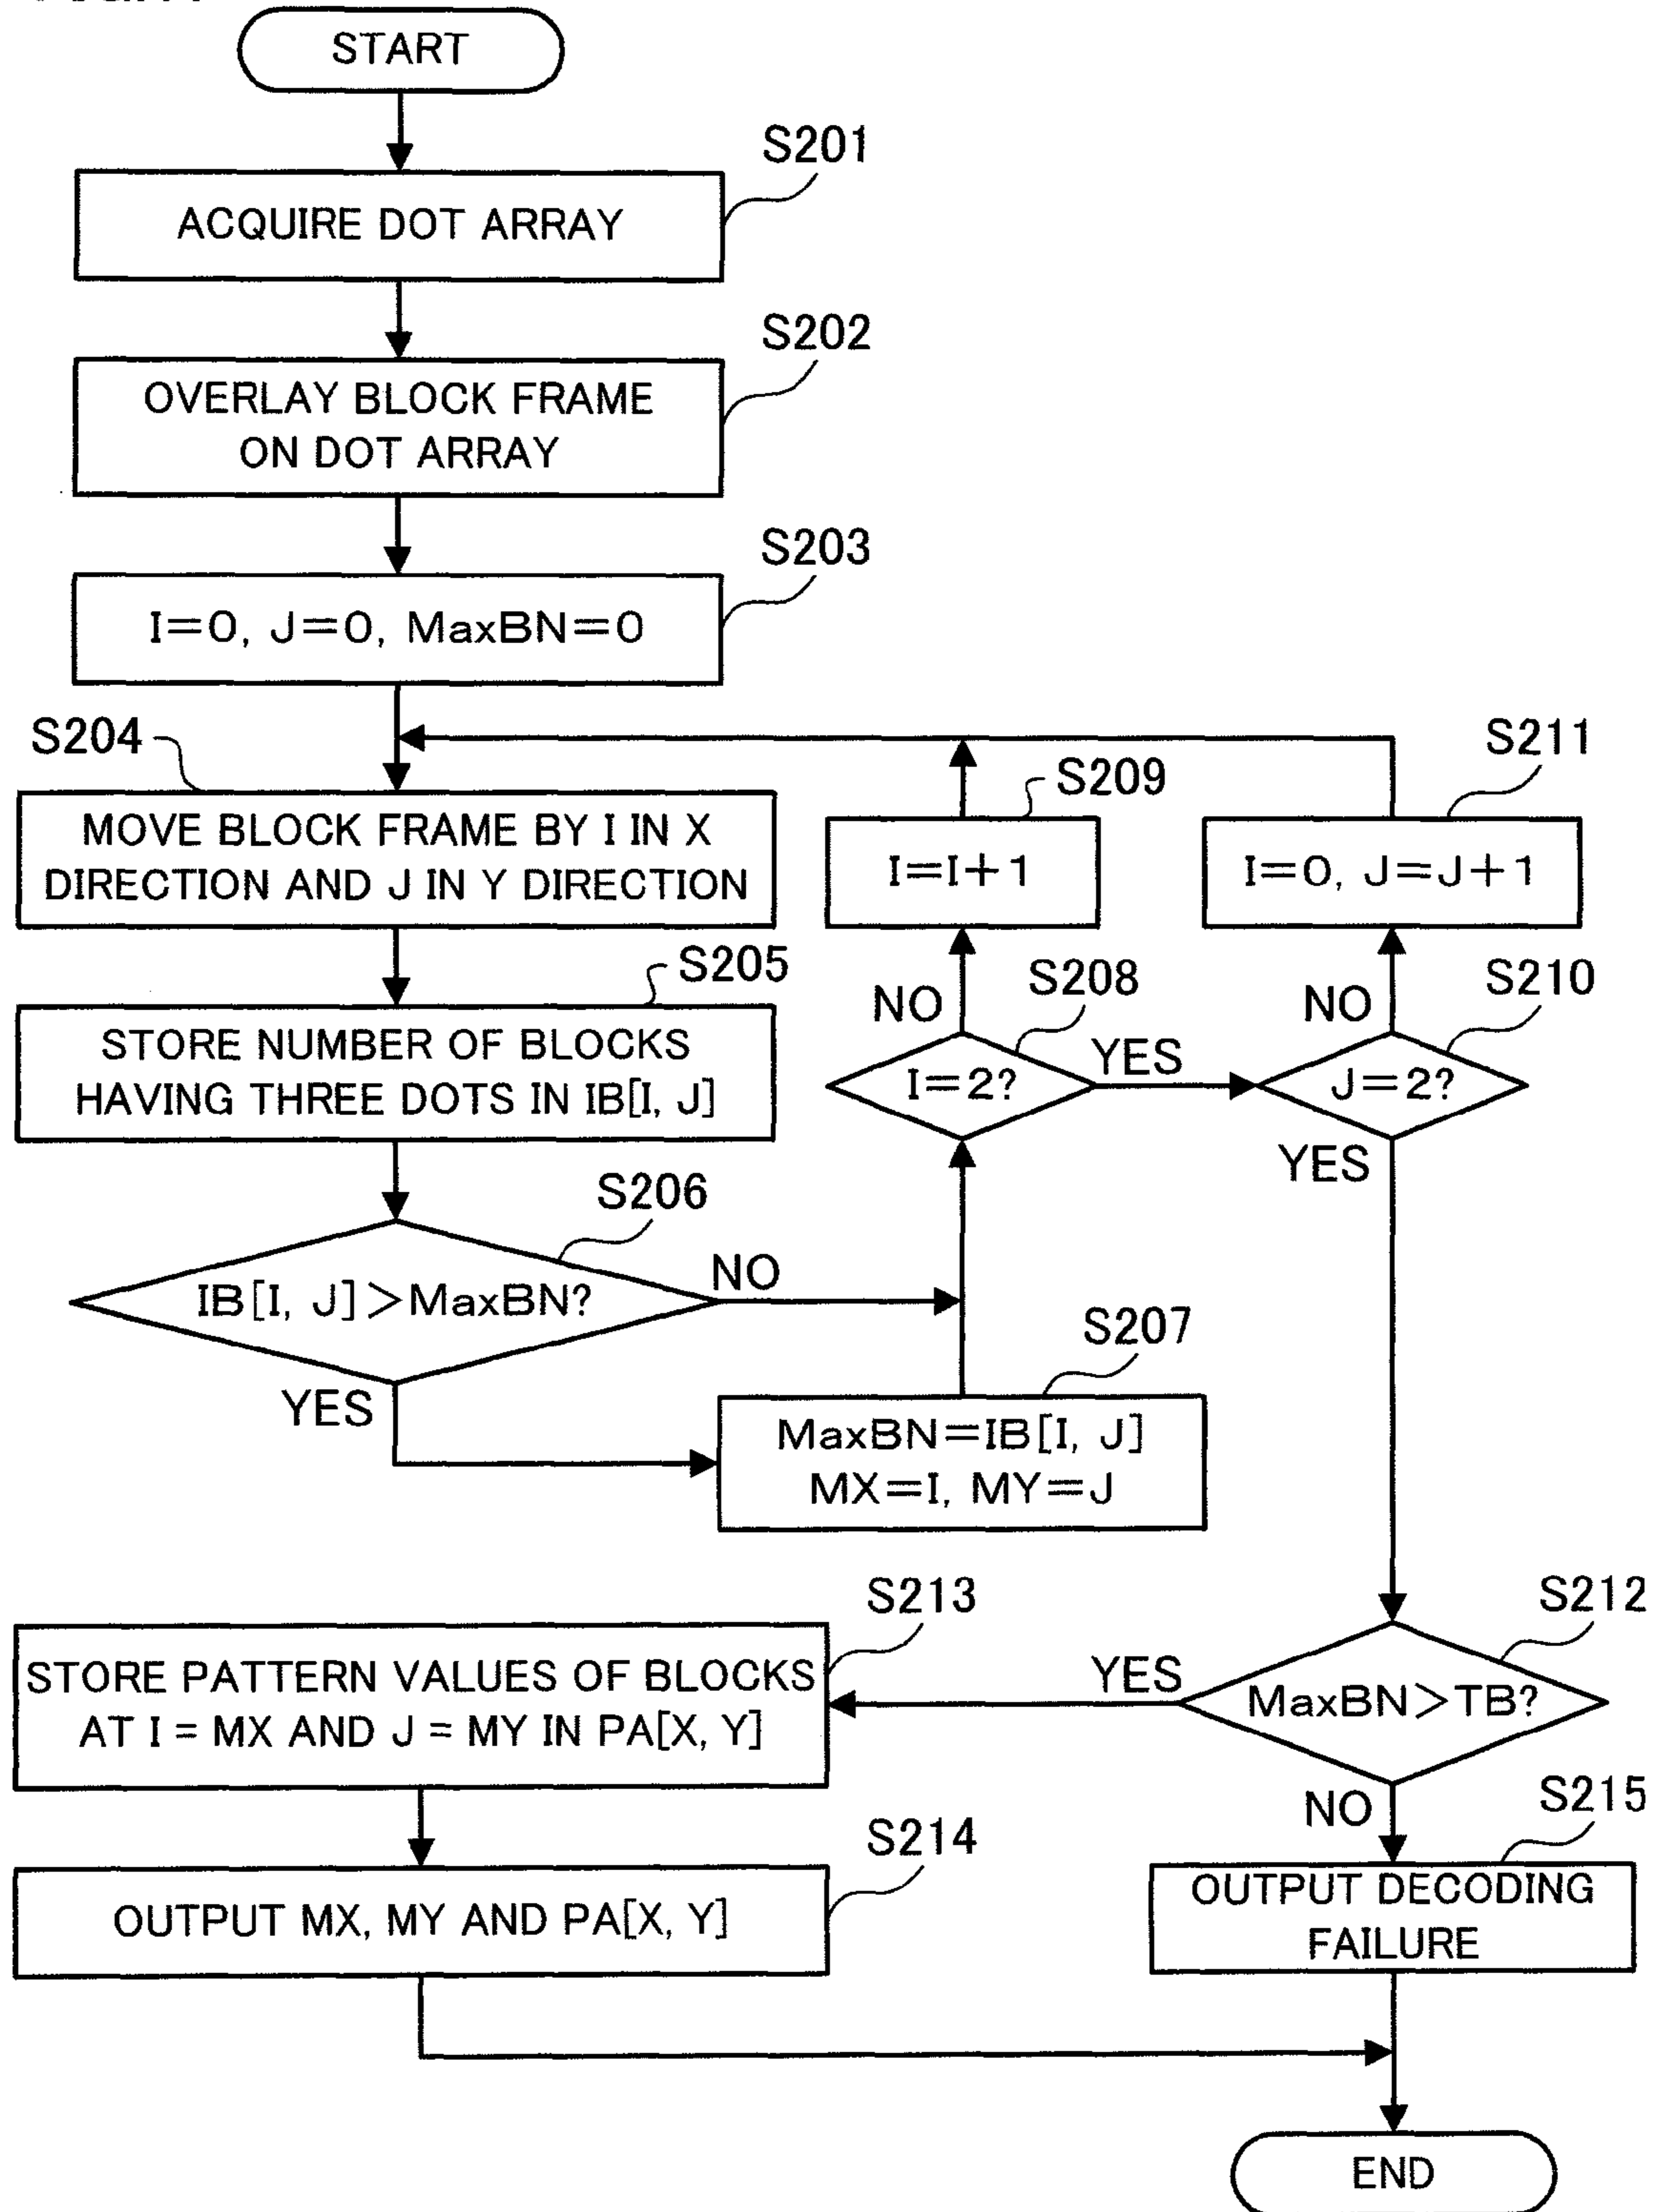 START
S201
ACQUIRE DOT ARRAY
S202
OVERLAY BLOCK FRAME
ON DOT ARRAY
S203
I=0, J=0, MaxBN=0
S204
MOVE BLOCK FRAME BY I IN X
DIRECTION AND J IN Y DIRECTION
S209
I=I+1
S211
I=0, J=J+1
S205
STORE NUMBER OF BLOCKS
HAVING THREE DOTS IN IB[I, J]
NO
S208
I=2?
YES
NO
S210
J=2?
YES
S206
IB[I, J]>MaxBN?
NO
YES
S207
MaxBN=IB[I, J]
MX=I, MY=J
S212
MaxBN>TB?
YES
NO
S213
STORE PATTERN VALUES OF BLOCKS
AT I = MX AND J = MY IN PA[X, Y]
S214
OUTPUT MX, MY AND PA[X, Y]
S215
OUTPUT DECODING
FAILURE
END